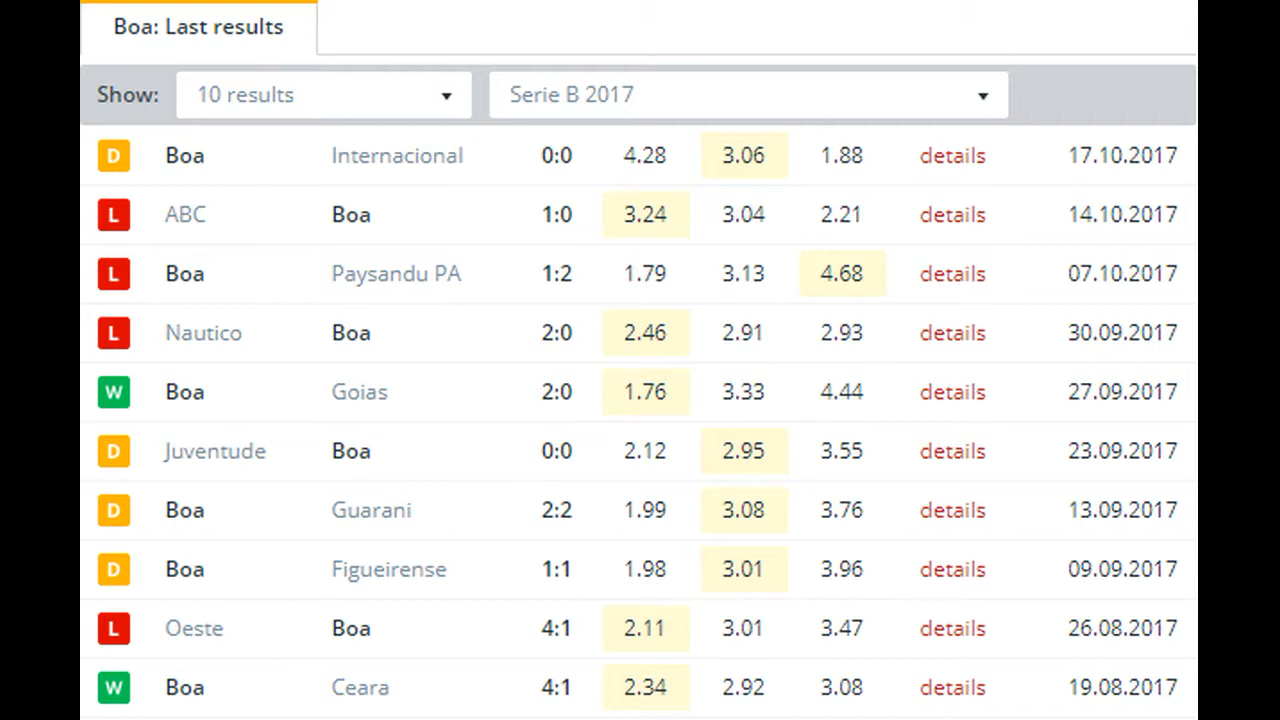 Boa: Last results
Show: 10 results Serie B 2017
D Boa Internacional 0:0 4.28 3.06 1.88 details 17.10.2017
L ABC Boa 1:0 3.24 3.04 2.21 details 14.10.2017
L Boa Paysandu PA 1:2 1.79 3.13 4.68 details 07.10.2017
L Nautico Boa 2:0 2.46 2.91 2.93 details 30.09.2017
W Boa Goias 2:0 1.76 3.33 4.44 details 27.09.2017
D Juventude Boa 0:0 2.12 2.95 3.55 details 23.09.2017
D Boa Guarani 2:2 1.99 3.08 3.76 details 13.09.2017
D Boa Figueirense 1:1 1.98 3.01 3.96 details 09.09.2017
L Oeste Boa 4:1 2.11 3.01 3.47 details 26.08.2017
W Boa Ceara 4:1 2.34 2.92 3.08 details 19.08.2017